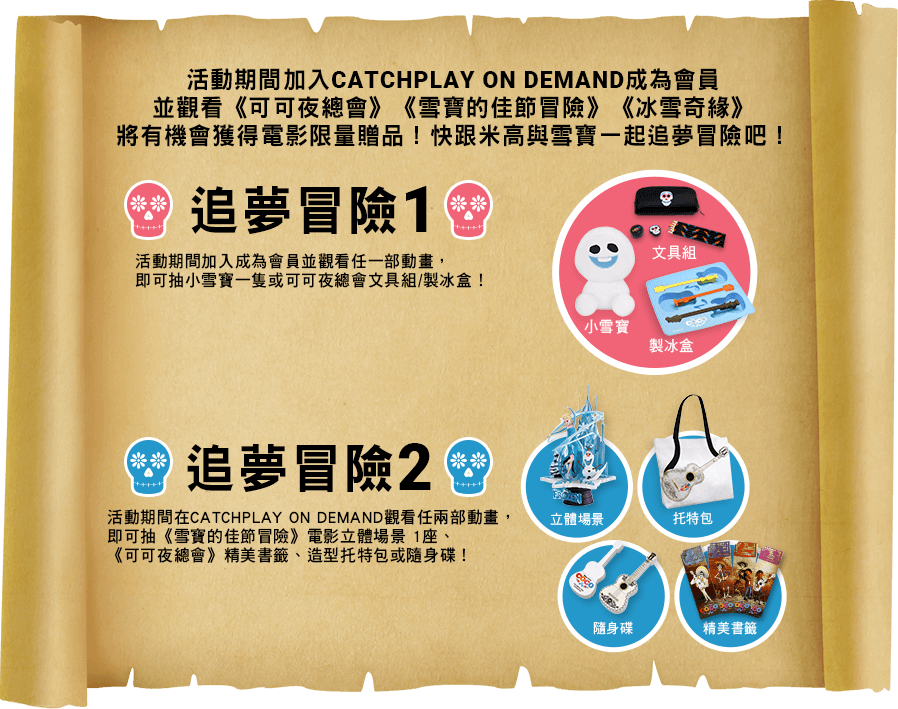 活動期間加入CATCHPLAY ON DEMAND成為會員
並觀看《可可夜總會》《雪寶的佳節冒險》《冰雪奇緣》
將有機會獲得電影限量贈品！快跟米高與雪寶一起追夢冒險吧！
追夢冒險1
活動期間加入成為會員並觀看任一部動畫，
即可抽小雪寶一隻或可可夜總會文具組/製冰盒！
文具組
小雪寶
製冰盒
追夢冒險2
活動期間在CATCHPLAY ON DEMAND觀看任兩部動畫，
即可抽《雪寶的佳節冒險》電影立體場景 1座、
《可可夜總會》精美書籤、造型托特包或隨身碟！
FROZEN
立體場景
托特包
COCO
隨身碟
精美書籤